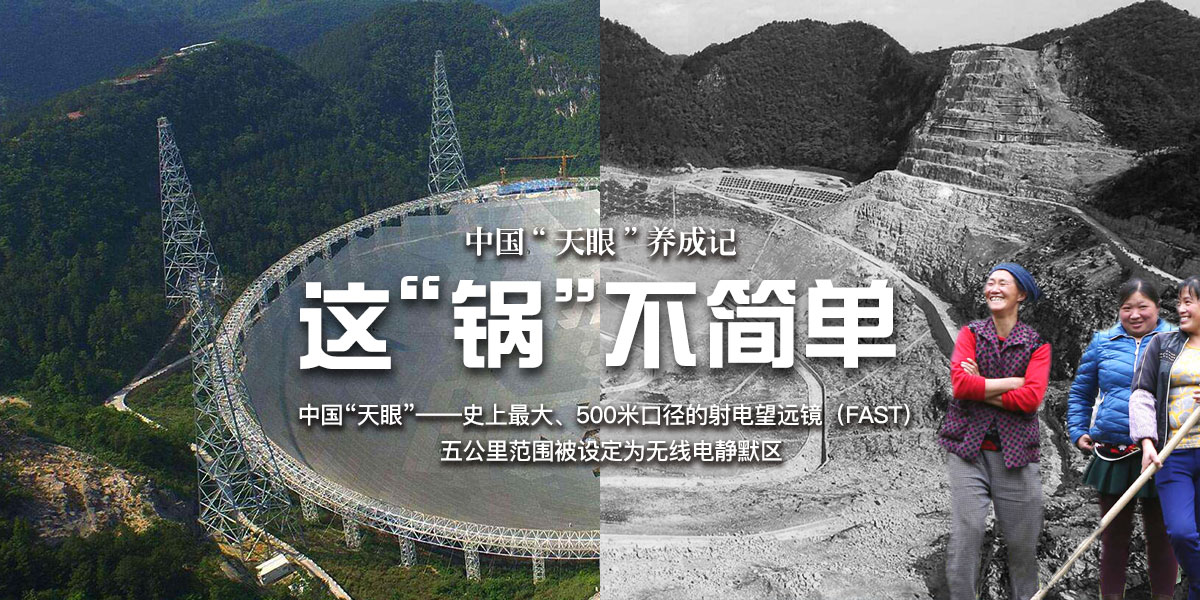 中国“天眼”养成记
这“锅”不简单
中国“天眼”——史上最大、500米口径的射电望远镜（FAST）
五公里范围被设定为无线电静默区